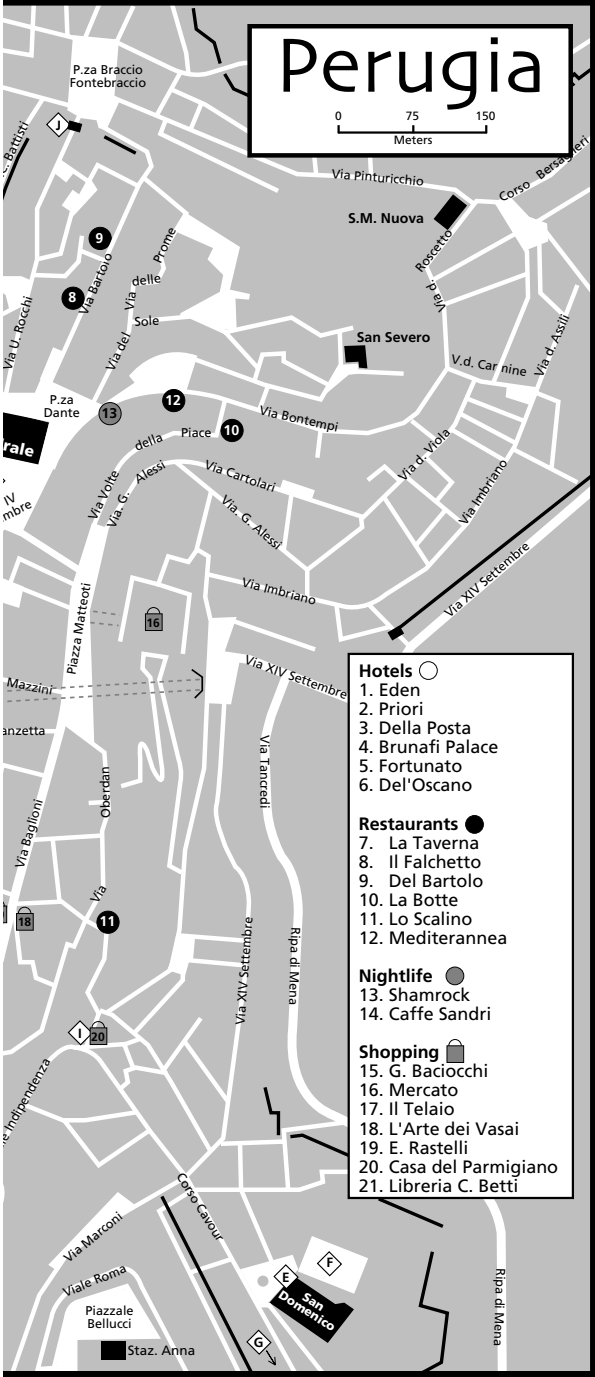 Perugia
0 75 150
Meters
P.za Braccio
Fontebraccio
J
C. Battisti
Via Pinturicchio
Corso Bersaglieri
S.M. Nuova
Via d. Roscetto
9
Via Bartolo
8
Via delle Prome
Via U. Rocchi
Via del Sole
San Severo
V.d. Carmine
Via d. Assili
P.za
Dante
13
12
Via Bontempi
10
Via Volte della Piace
rale
Via. G. Alessi
Via Cartolari
Via d. Viola
Via Imbriano
IV
mbre
Via. G. Alessi
Via XIV Settembre
Via Imbriano
Piazza Matteoti
16
Mazzini
Via XIV Settembre
anzetta
Via Tancredi
Via Oberdan
Via Baglioni
18
11
Via XIV Settembre
Ripa di Mena
I
20
e Indipendenza
Hotels
1. Eden
2. Priori
3. Della Posta
4. Brunafi Palace
5. Fortunato
6. Del'Oscano
Restaurants
7. La Taverna
8. Il Falchetto
9. Del Bartolo
10. La Botte
11. Lo Scalino
12. Mediterannea
Nightlife
13. Shamrock
14. Caffe Sandri
Shopping
15. G. Baciocchi
16. Mercato
17. Il Telaio
18. L'Arte dei Vasai
19. E. Rastelli
20. Casa del Parmigiano
21. Libreria C. Betti
Corso Cavour
Via Marconi
Viale Roma
F
E
San
Domenico
Piazzale
Bellucci
G
Staz. Anna
Ripa di Mena